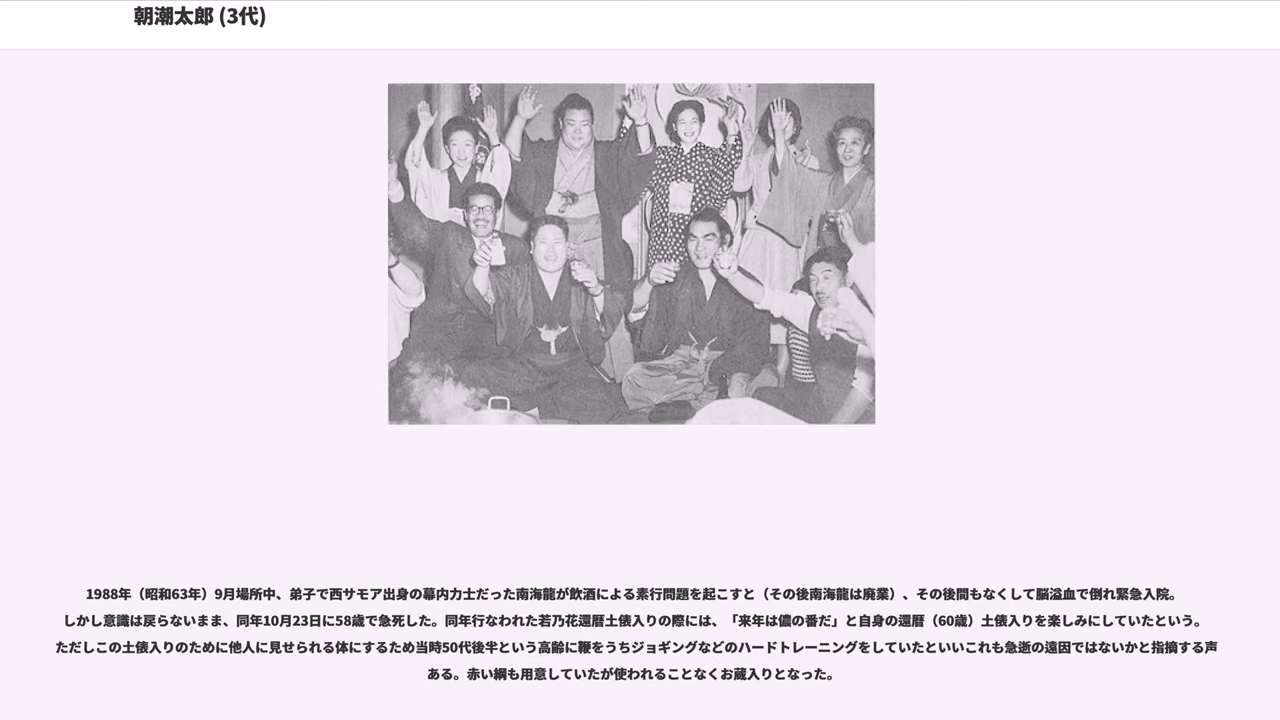 朝潮太郎 (3代)
1988年（昭和63年）9月場所中、弟子で西サモア出身の幕内力士だった南海龍が飲酒による素行問題を起こすと（その後南海龍は廃業）、その後間もなくして脳溢血で倒れ緊急入院。
しかし意識は戻らないまま、同年10月23日に58歳で急死した。同年行なわれた若乃花還暦土俵入りの際には、「来年は儂の番だ」と自身の還暦（60歳）土俵入りを楽しみにしていたという。
ただしこの土俵入りのために他人に見せられる体にするため当時50代後半という高齢に鞭をうちジョギングなどのハードトレーニングをしていたといいこれも急逝の遠因ではないかと指摘する声
ある。赤い綱も用意していたが使われることなくお蔵入りとなった。